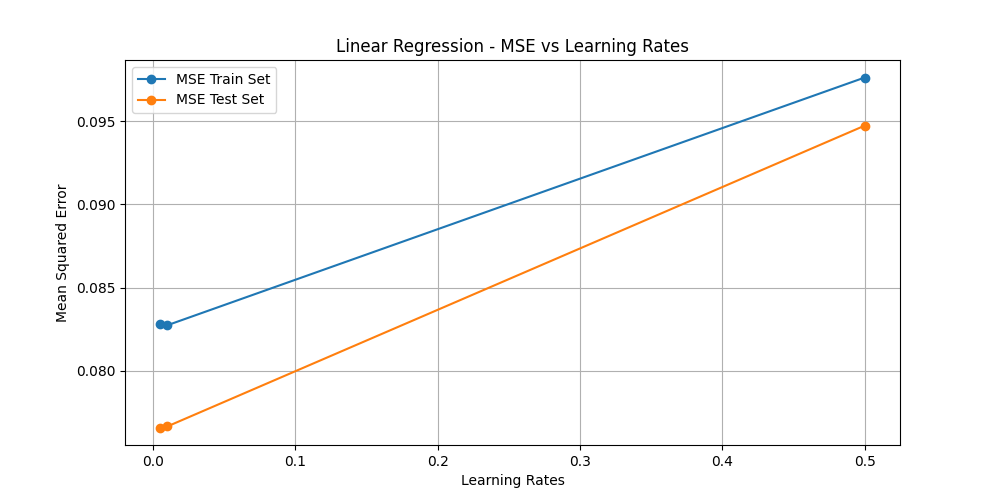 Linear Regression - MSE vs Learning Rates
MSE Train Set
MSE Test Set
Mean Squared Error
0.095
0.090
0.085
0.080
0.0 0.1 0.2 0.3 0.4 0.5
Learning Rates